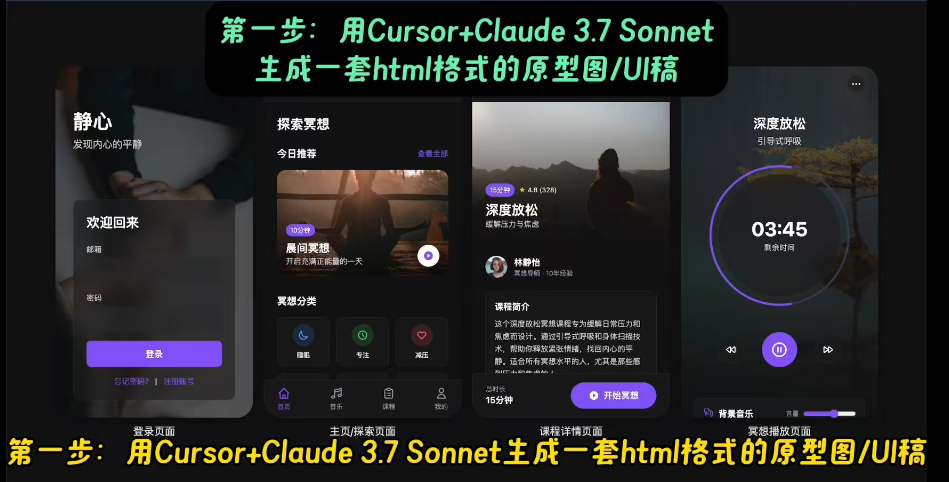 第一步：用Cursor+Claude 3.7 Sonnet
生成一套html格式的原型图/UI稿
静心
发现内心的平静
欢迎回来
邮箱
密码
登录
忘记密码? | 注册账号
登录页面
探索冥想
今日推荐 查看全部
10分钟
晨间冥想
开启充满正能量的一天
冥想分类
睡眠 专注 减压
首页 音乐 课程 我的
主页/探索页面
15分钟 ★ 4.8 (328)
深度放松
缓解压力与焦虑
林静怡
冥想导师 · 10年经验
课程简介
这个深度放松冥想课程专为缓解日常压力和
焦虑而设计。通过引导式呼吸和身体扫描技
术，帮助你释放紧张情绪，找回内心的平
静。适合所有冥想水平的人，尤其是那些感
到压力和焦虑的人。
总时长
15分钟
开始冥想
课程详情页面
深度放松
引导式呼吸
03:45
剩余时间
背景音乐 音量
冥想播放页面
第一步：用Cursor+Claude 3.7 Sonnet生成一套html格式的原型图/UI稿